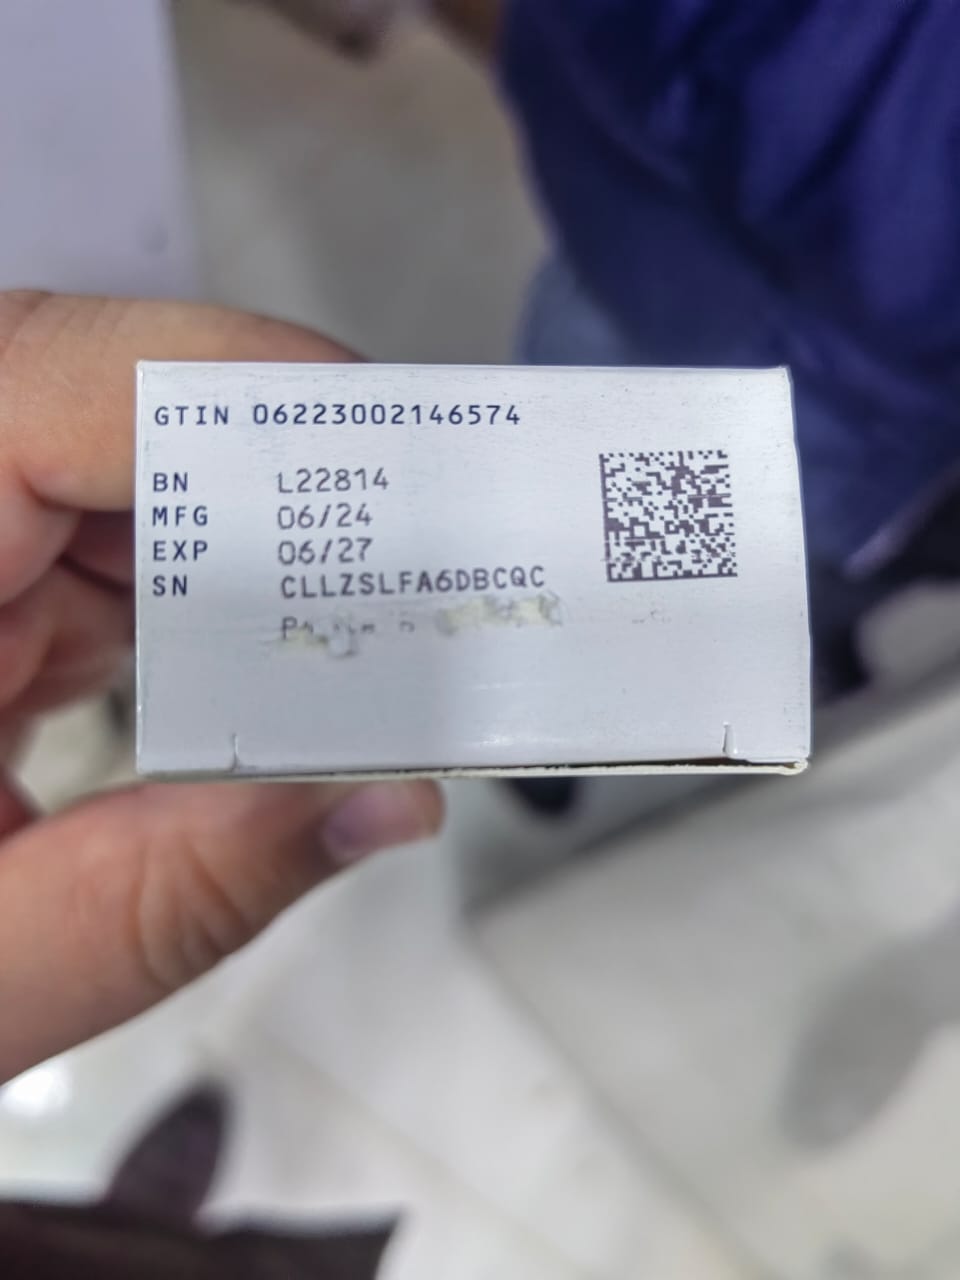 GTIN 06223002146574
BN L22814
MFG 06/24
EXP 06/27
SN CLLZSLFA6DBCQC